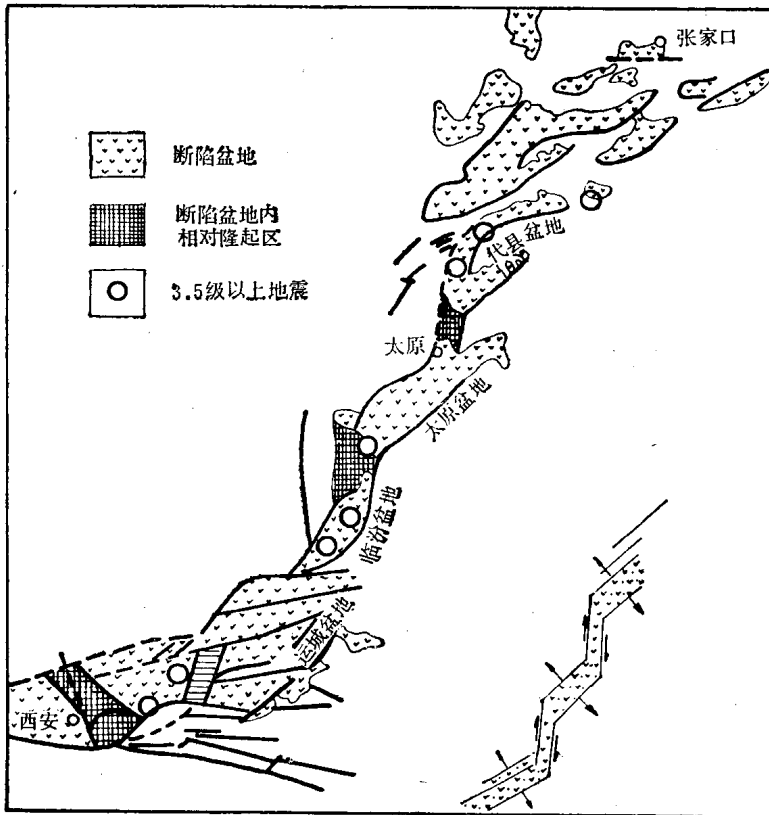 张家口
断陷盆地
断陷盆地内
相对隆起区
3.5级以上地震
代县盆地
太原
太原盆地
临汾盆地
运城盆地
西安